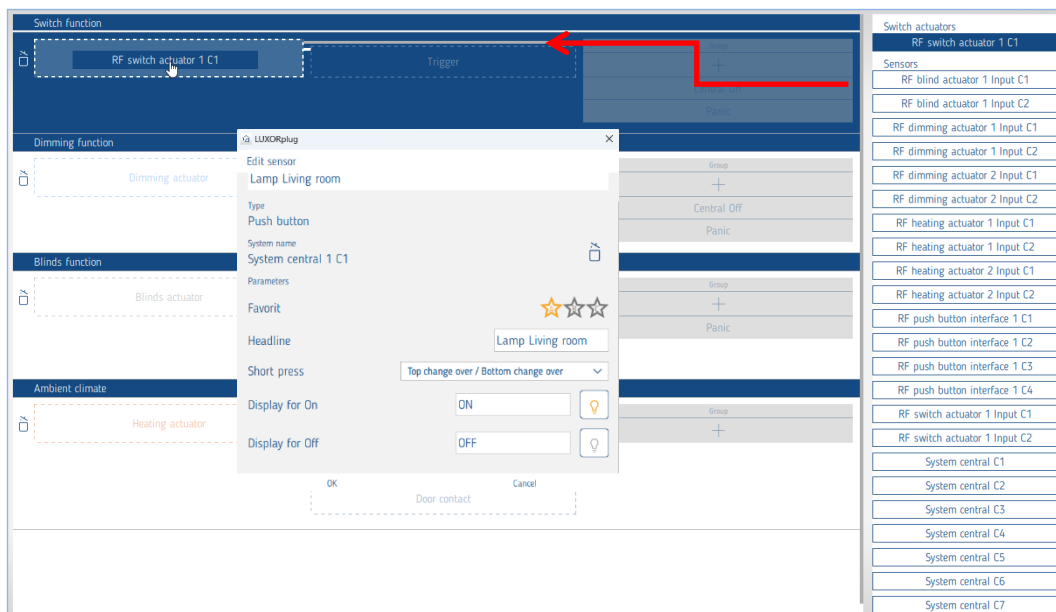 Switch function
RF switch actuator 1 C1
Trigger
Group
+
Central Off
Panic
Dimming function
Dimming actuator
Group
+
Central Off
Panic
Blinds function
Blinds actuator
Group
+
Panic
Ambient climate
Heating actuator
Group
+
Door contact
LUXORplug
Edit sensor
Lamp Living room
Type
Push button
System name
System central 1 C1
Parameters
Favorit
Headline
Lamp Living room
Short press
Top change over / Bottom change over
Display for On
ON
Display for Off
OFF
OK
Cancel
Switch actuators
RF switch actuator 1 C1
Sensors
RF blind actuator 1 Input C1
RF blind actuator 1 Input C2
RF dimming actuator 1 Input C1
RF dimming actuator 1 Input C2
RF dimming actuator 2 Input C1
RF dimming actuator 2 Input C2
RF heating actuator 1 Input C1
RF heating actuator 1 Input C2
RF heating actuator 2 Input C1
RF heating actuator 2 Input C2
RF push button interface 1 C1
RF push button interface 1 C2
RF push button interface 1 C3
RF push button interface 1 C4
RF switch actuator 1 Input C1
RF switch actuator 1 Input C2
System central C1
System central C2
System central C3
System central C4
System central C5
System central C6
System central C7